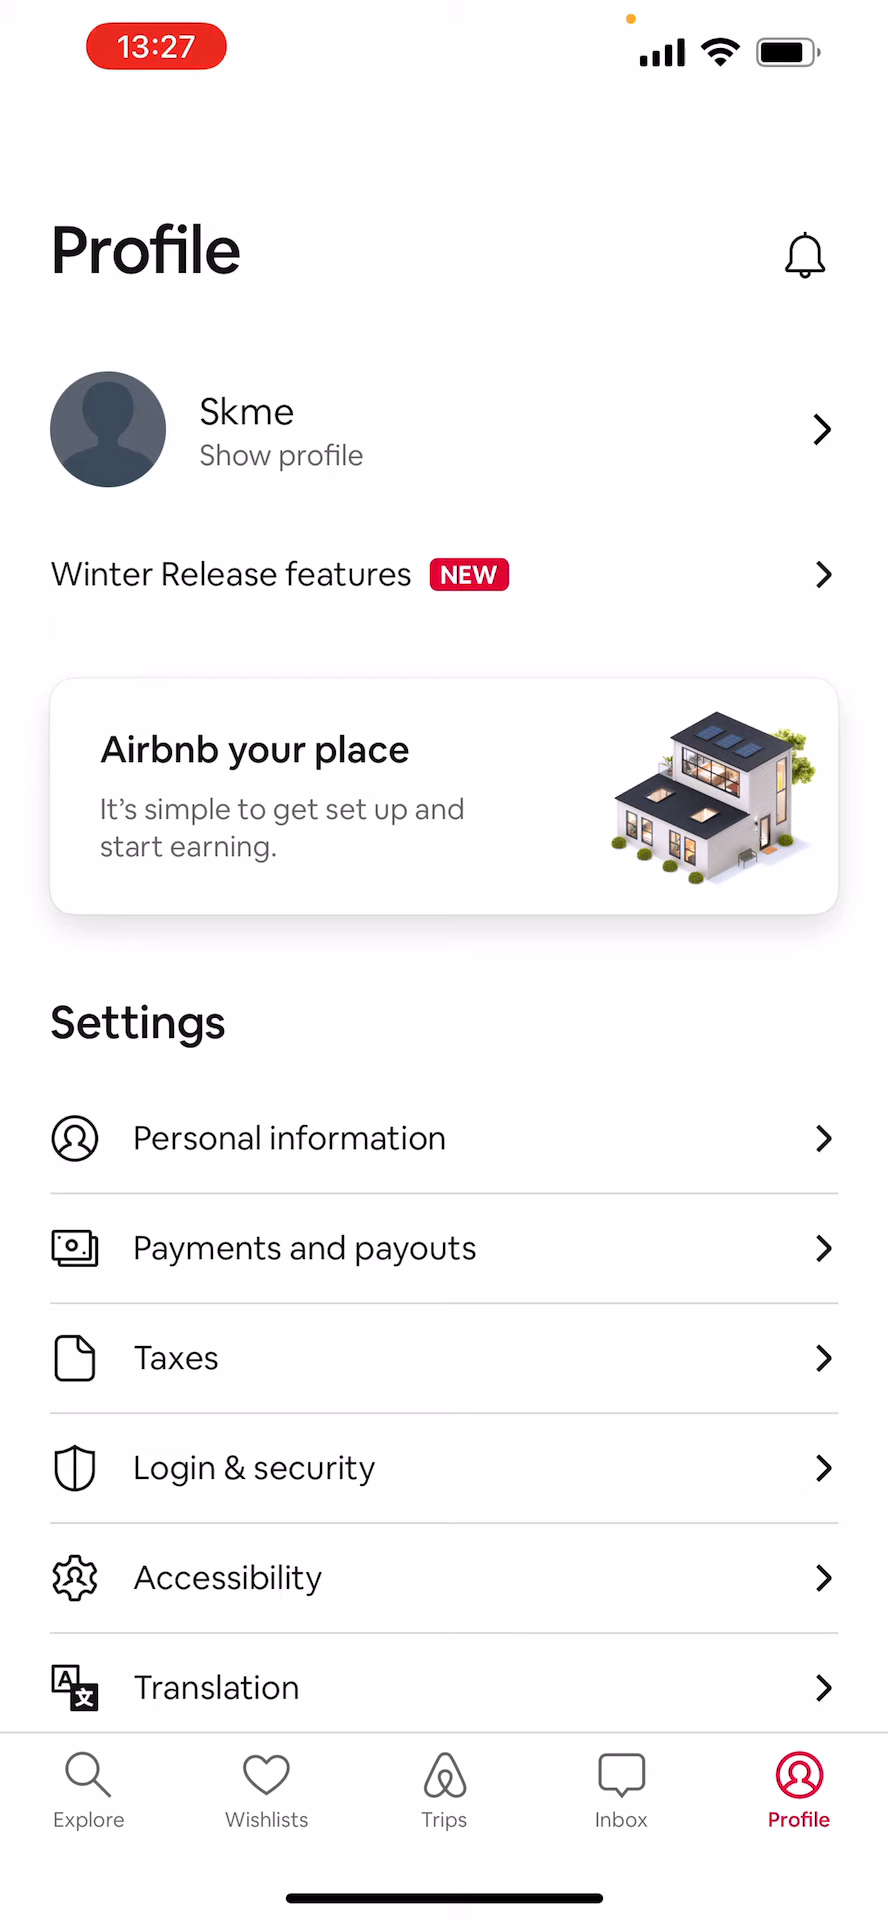 13:27
Profile
Skme
Show profile
Winter Release features NEW
Airbnb your place
It’s simple to get set up and
start earning.
Settings
Personal information
Payments and payouts
Taxes
Login & security
Accessibility
A文 Translation
Explore Wishlists Trips Inbox Profile